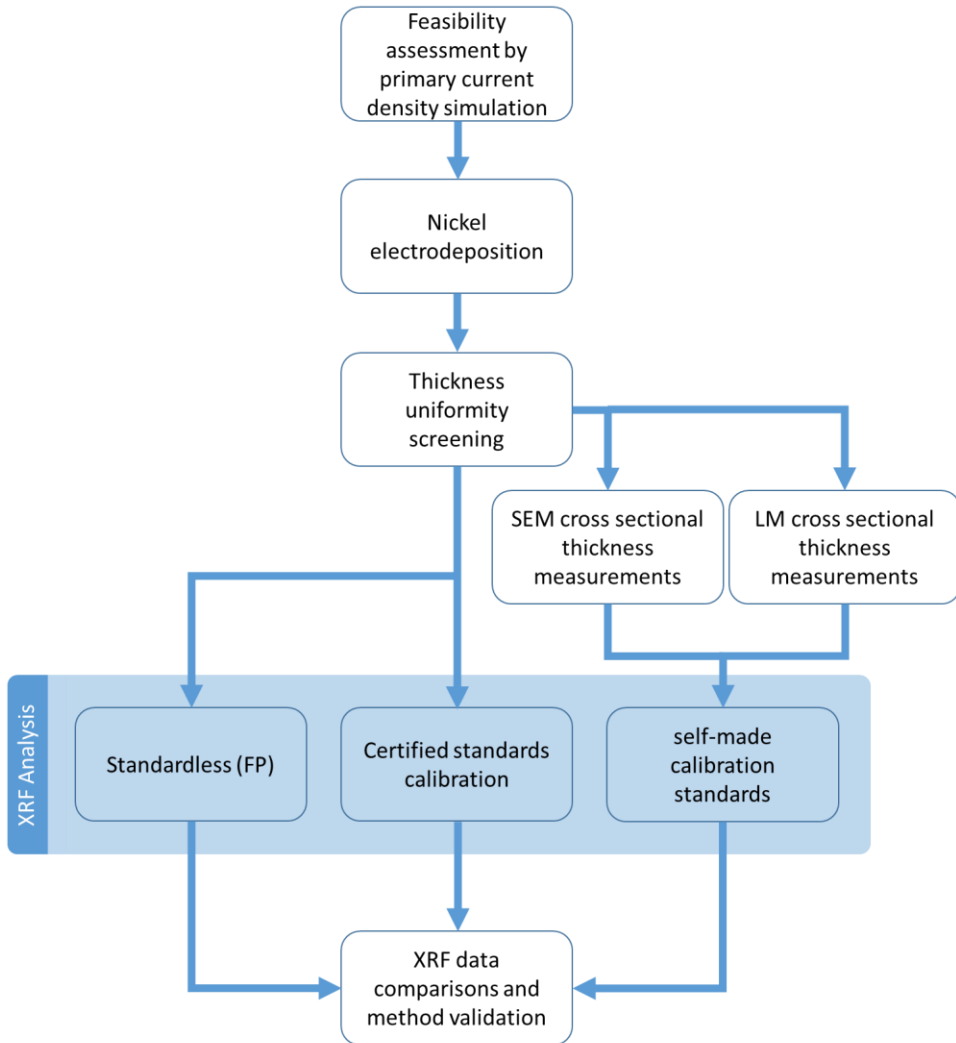 Feasibility
assessment by
primary current
density simulation
Nickel
electrodeposition
Thickness
uniformity
screening
SEM cross sectional
thickness
measurements
LM cross sectional
thickness
measurements
XRF Analysis
Standardless (FP)
Certified standards
calibration
self-made
calibration
standards
XRF data
comparisons and
method validation